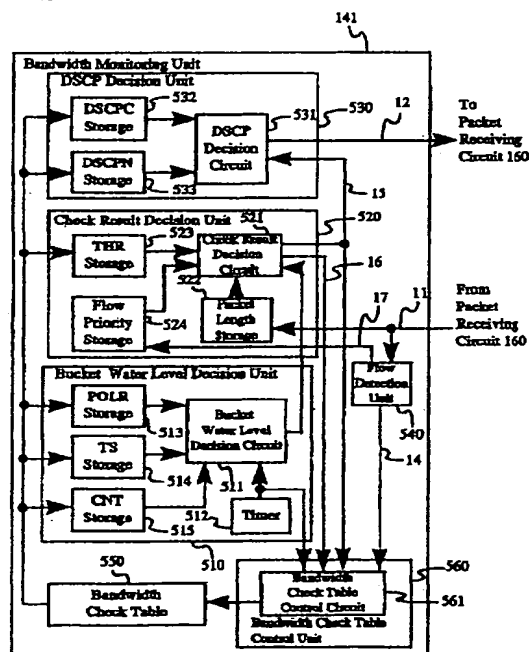 141
Bandwidth Monitoring Unit
DSCP Decision Unit
532
DSCPC
Storage
531
530
DSCP
Decision
Circuit
12
To
Packet
Receiving
Circuit 160
DSCPN
Storage
533
15
Check Result Decision Unit
520
521
THR
Storage
523
Check Result
Decision
Circuit
16
522
From
Packet
Receiving
Circuit 160
Flow
Priority
Storage
524
Packet
Length
Storage
17
11
Bucket Water Level Decision Unit
Flow
Detection
Unit
540
POLR
Storage
513
Bucket
Water Level
Decision Circuit
TS
Storage
514
511
14
512
CNT
Storage
515
Timer
510
550
560
Bandwidth
Check Table
Bandwidth
Check Table
Control Circuit
561
Bandwidth Check Table
Control Unit